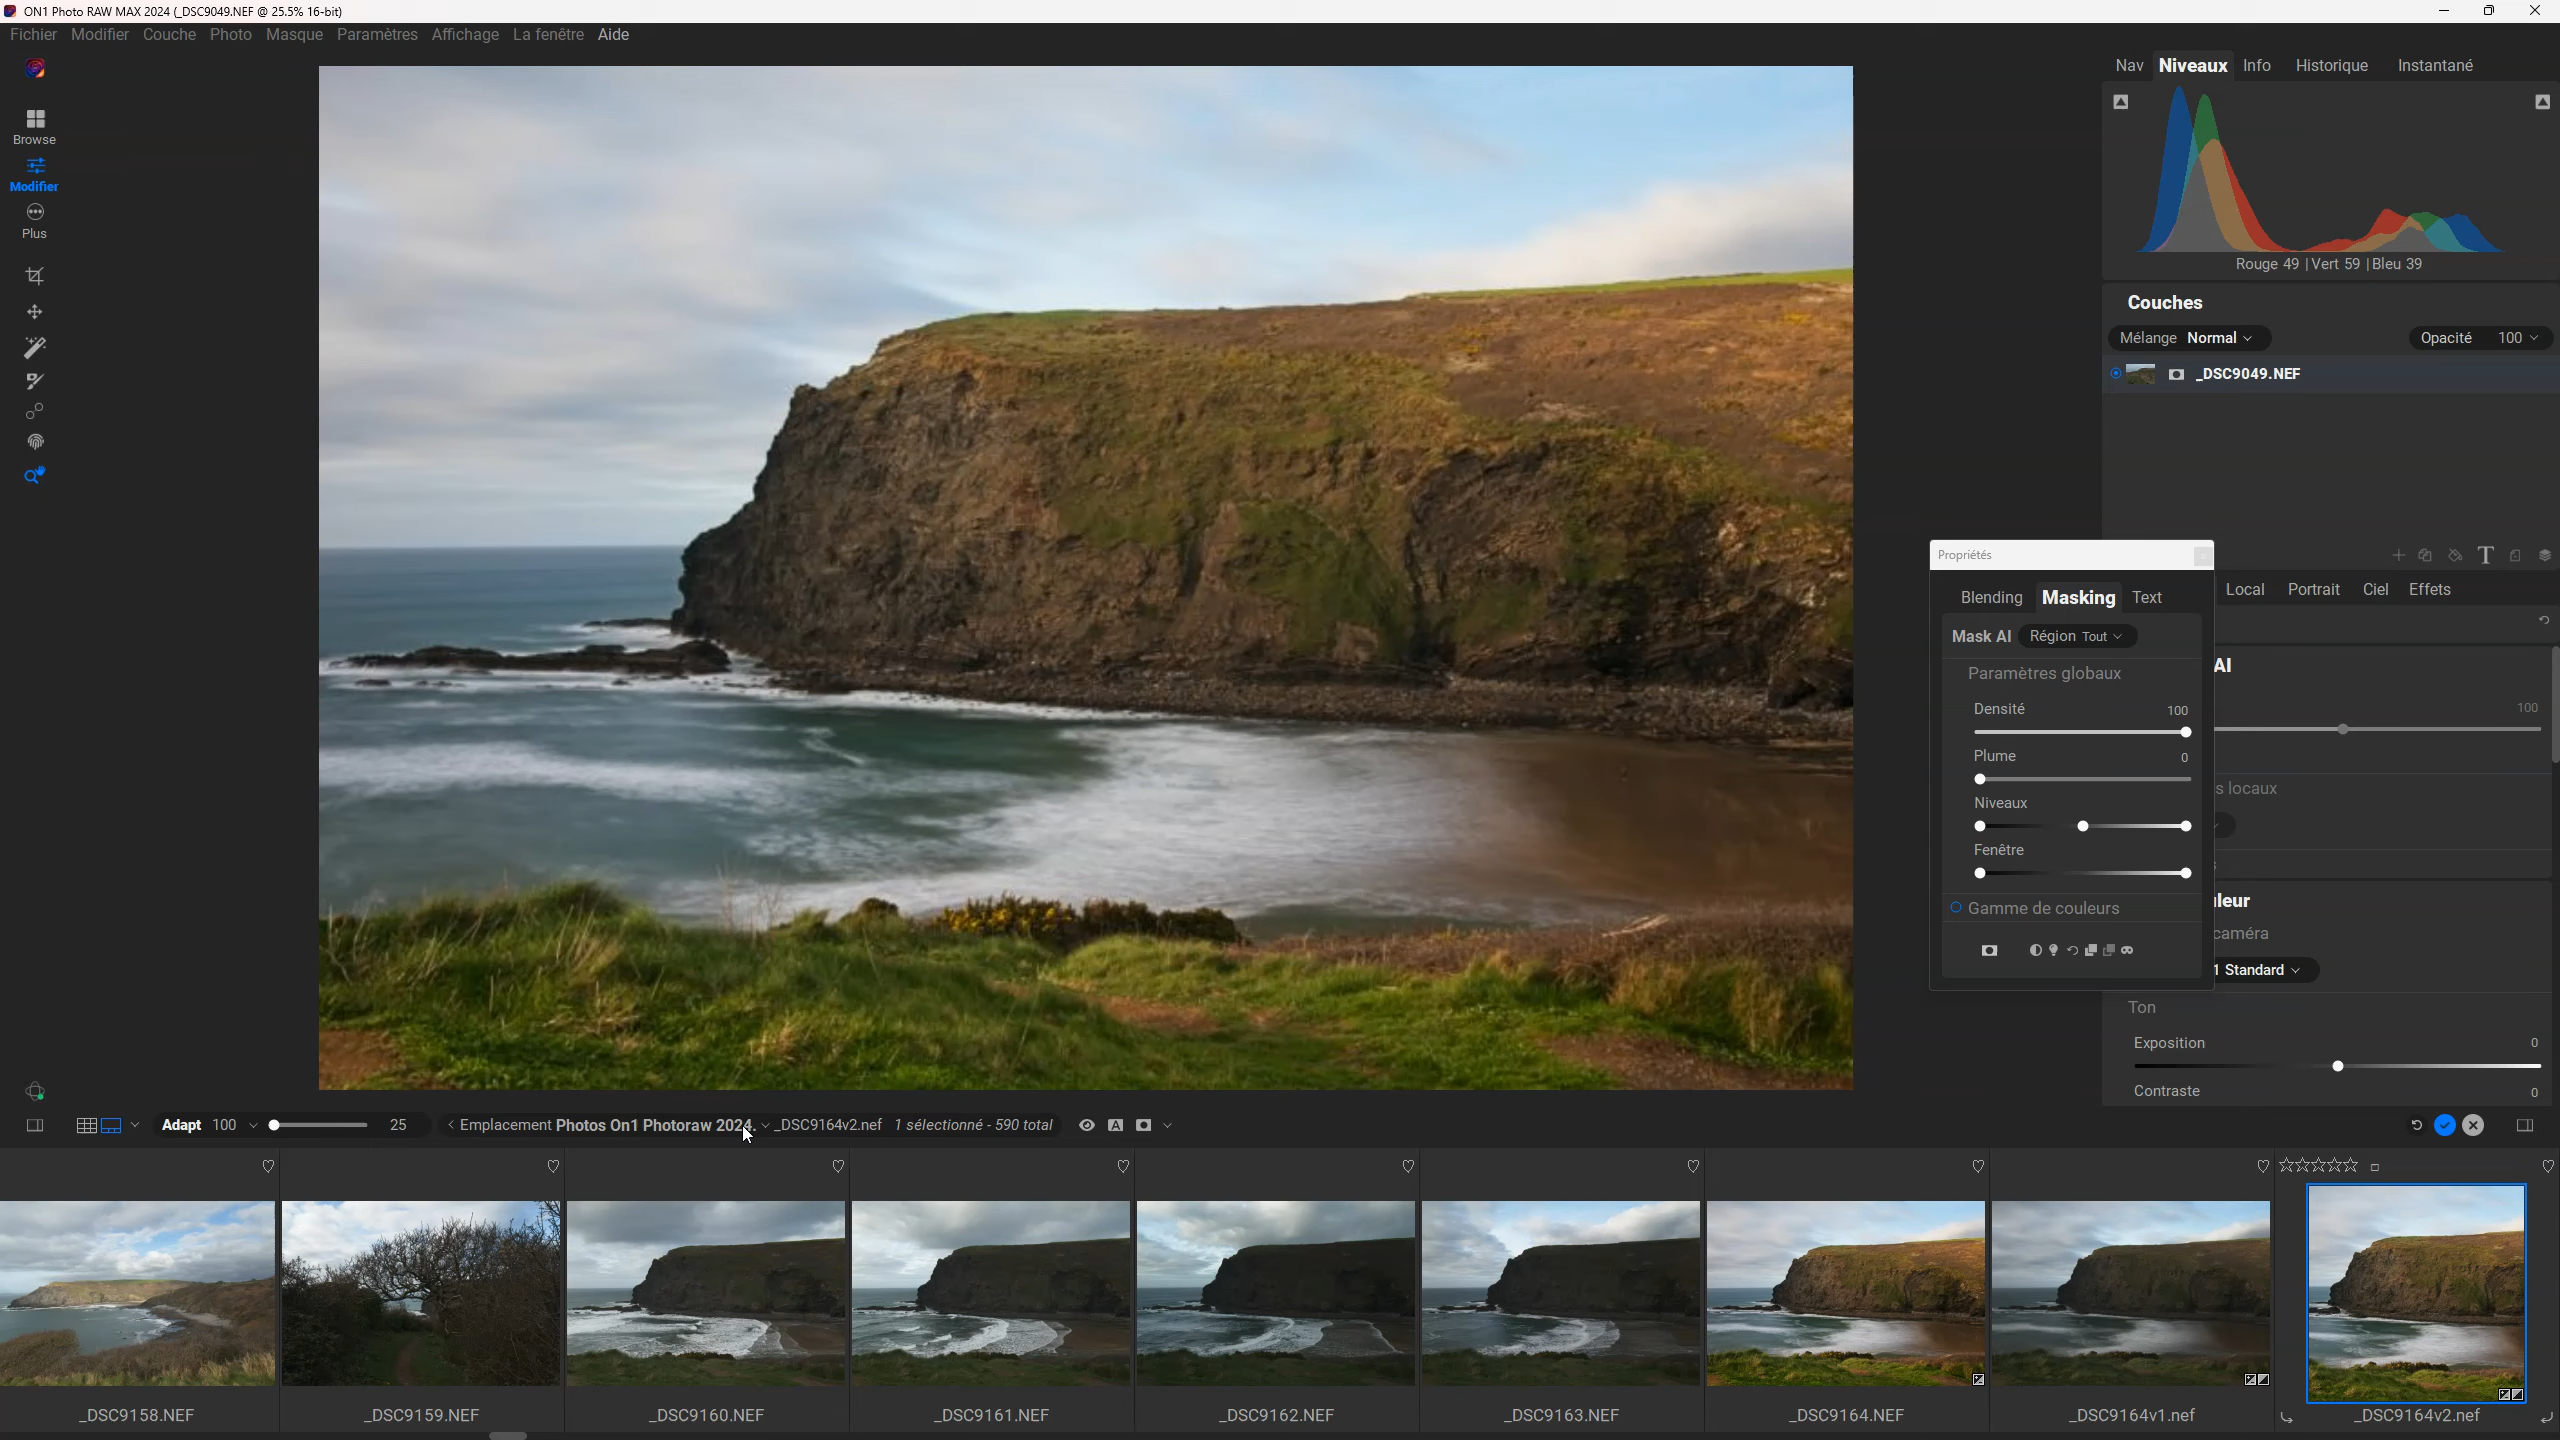 ON1 Photo RAW MAX 2024 (_DSC9049.NEF @ 25.5% 16-bit)
Fichier Modifier Couche Photo Masque Paramètres Affichage La fenêtre Aide
Nav Niveaux Info Historique Instantané
Browse
Modifier
Plus
Rouge 49 | Vert 59 | Bleu 39
Couches
Mélange Normal Opacité 100
_DSC9049.NEF
T
Propriétés
Local Portrait Ciel Effets
Blending Masking Text
Mask AI Région Tout
AI
Paramètres globaux
Densité 100
100
Plume 0
s locaux
Niveaux
Fenêtre
Gamme de couleurs
leur
caméra
1 Standard
Ton
Exposition 0
Contraste 0
Adapt 100 25 < Emplacement Photos On1 Photoraw 2024. _DSC9164v2.nef 1 sélectionné - 590 total A
_DSC9158.NEF _DSC9159.NEF _DSC9160.NEF _DSC9161.NEF _DSC9162.NEF _DSC9163.NEF _DSC9164.NEF _DSC9164v1.nef _DSC9164v2.nef